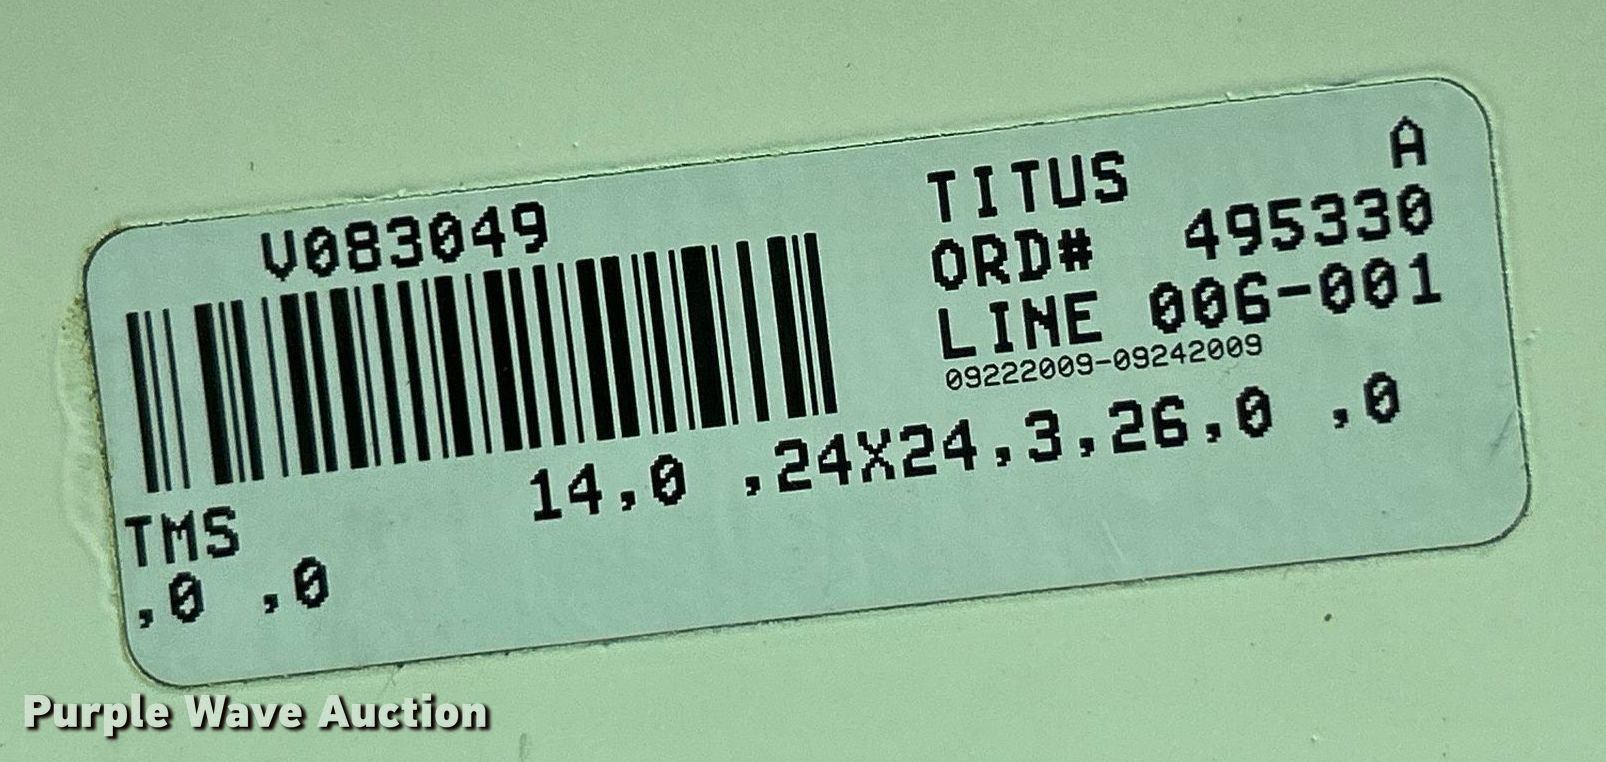 V083049
TITUS A
ORD# 495330
LINE 006-001
09222009-09242009
TMS 14,0 ,24X24,3,26,0 ,0
,0 ,0
Purple Wave Auction